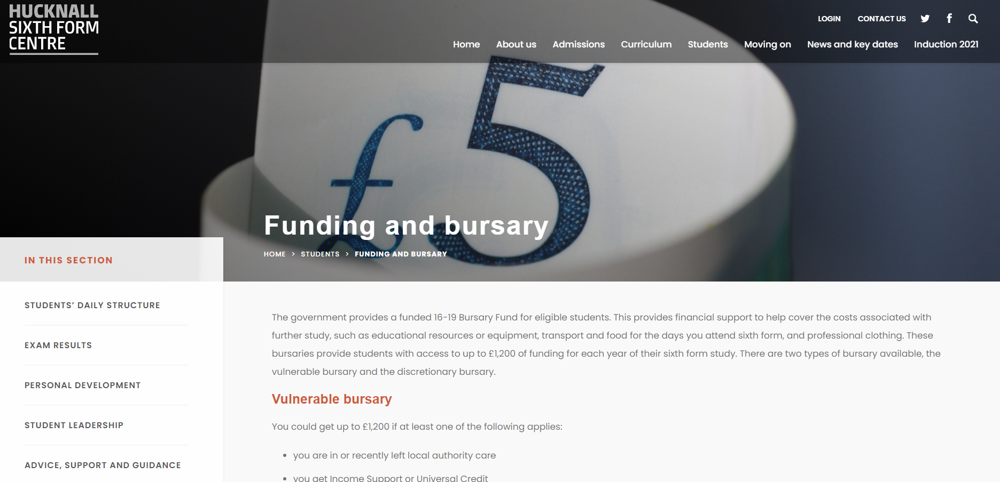 HUCKNALL
SIXTH FORM
CENTRE
LOGIN CONTACT US
Home About us Admissions Curriculum Students Moving on News and key dates Induction 2021
£5
Funding and bursary
HOME > STUDENTS > FUNDING AND BURSARY
IN THIS SECTION
STUDENTS’ DAILY STRUCTURE
EXAM RESULTS
PERSONAL DEVELOPMENT
STUDENT LEADERSHIP
ADVICE, SUPPORT AND GUIDANCE
The government provides a funded 16-19 Bursary Fund for eligible students. This provides financial support to help cover the costs associated with
further study, such as educational resources or equipment, transport and food for the days you attend sixth form, and professional clothing. These
bursaries provide students with access to up to £1,200 of funding for each year of their sixth form study. There are two types of bursary available, the
vulnerable bursary and the discretionary bursary.
Vulnerable bursary
You could get up to £1,200 if at least one of the following applies:
• you are in or recently left local authority care
• you get Income Support or Universal Credit